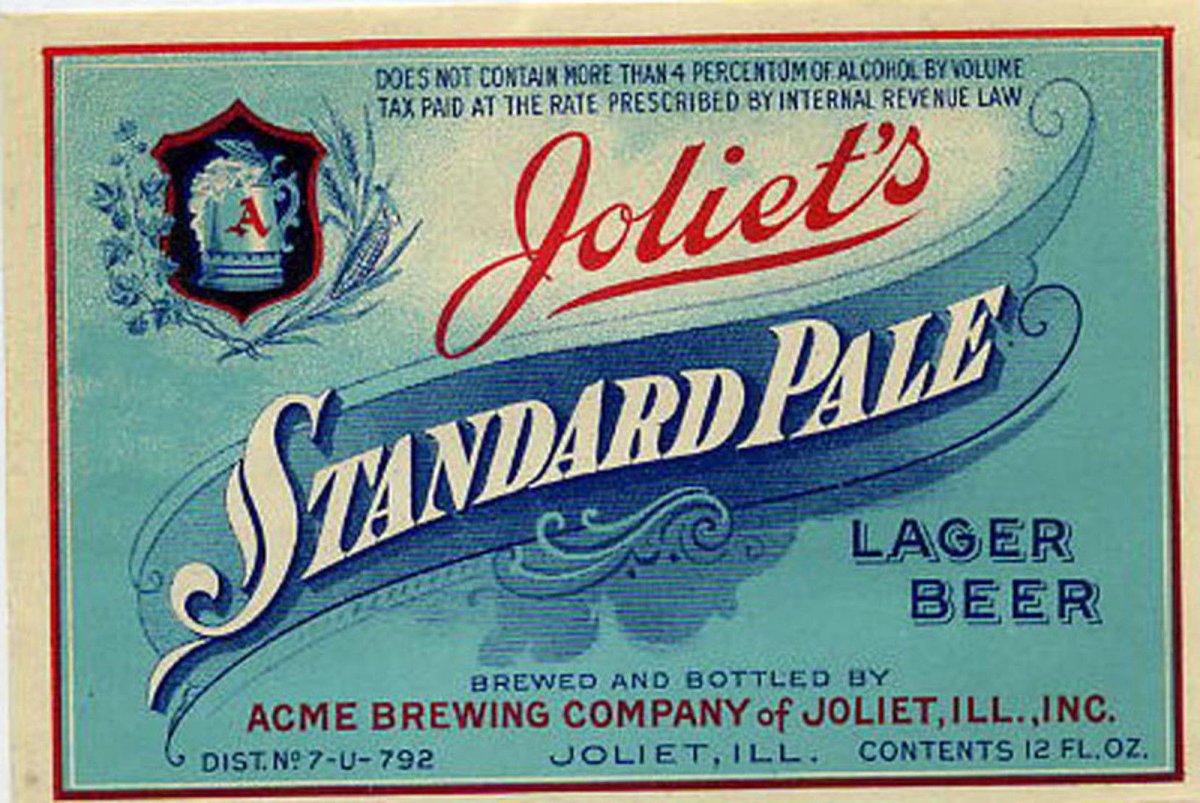 DOES NOT CONTAIN MORE THAN 4 PERCENTUM OF ALCOHOL BY VOLUME
TAX PAID AT THE RATE PRESCRIBED BY INTERNAL REVENUE LAW
A
Joliet's
STANDARD PALE
LAGER
BEER
BREWED AND BOTTLED BY
ACME BREWING COMPANY of JOLIET, ILL., INC.
DIST. Nº 7-U-792 JOLIET, ILL. CONTENTS 12 FL. OZ.